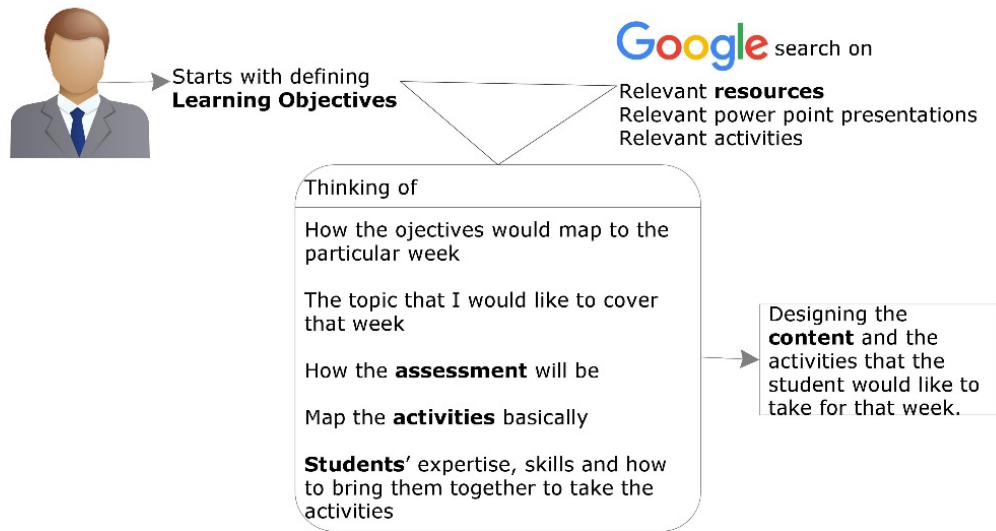 Starts with defining
Learning Objectives
Google search on
Relevant resources
Relevant power point presentations
Relevant activities
Thinking of
How the ojectives would map to the
particular week
The topic that I would like to cover
that week
How the assessment will be
Map the activities basically
Students’ expertise, skills and how
to bring them together to take the
activities
Designing the
content and the
activities that the
student would like to
take for that week.